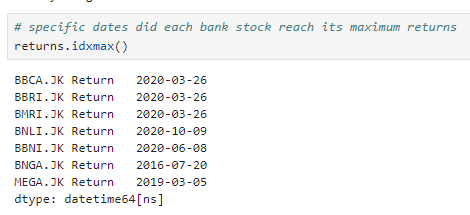 # specific dates did each bank stock reach its maximum returns
returns.idxmax()
BBCA.JK Return   2020-03-26
BBRI.JK Return   2020-03-26
BMRI.JK Return   2020-03-26
BNLI.JK Return   2020-10-09
BBNI.JK Return   2020-06-08
BNGA.JK Return   2016-07-20
MEGA.JK Return   2019-03-05
dtype: datetime64[ns]